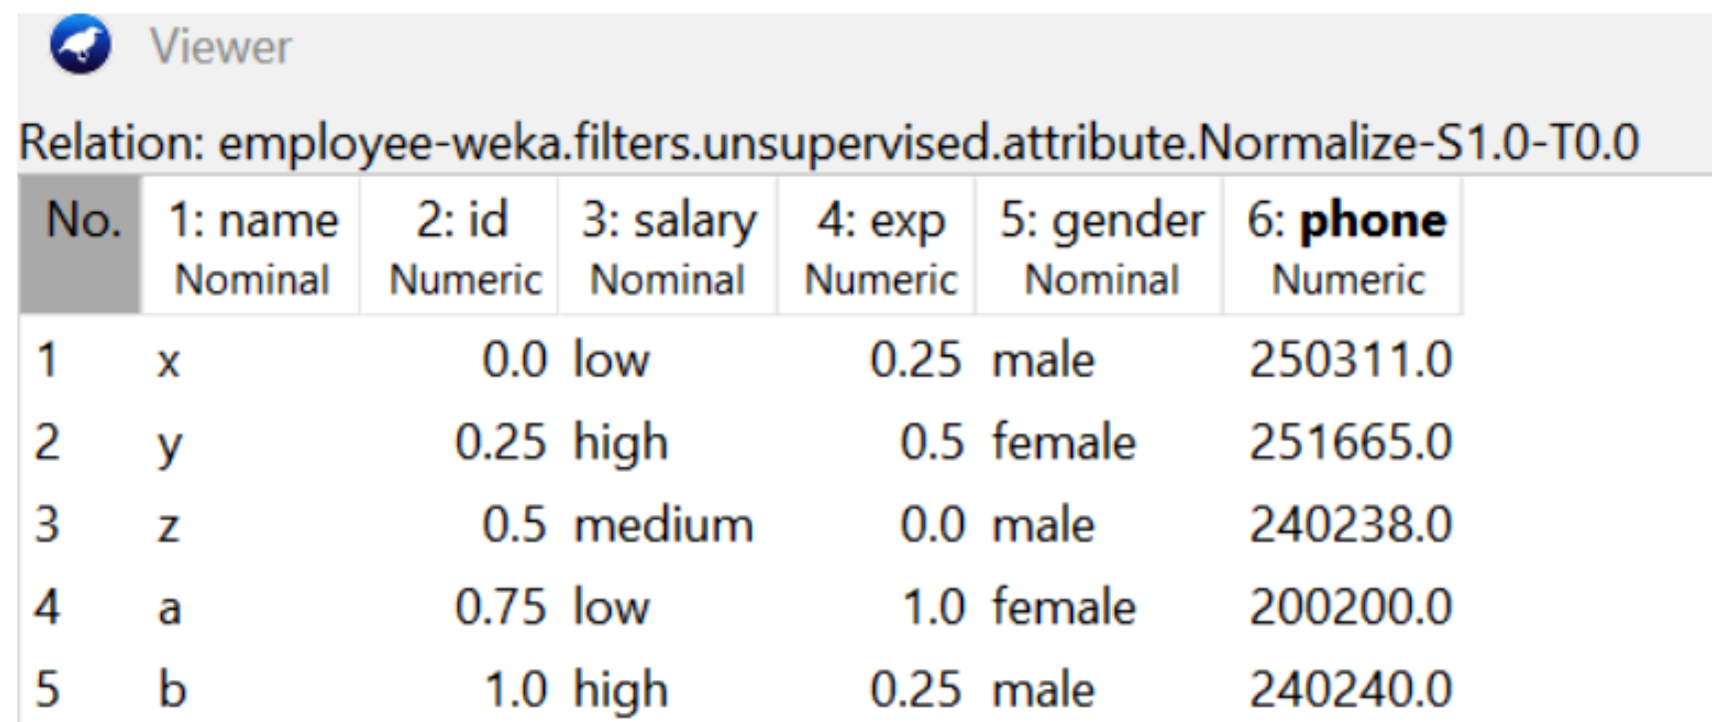 Viewer
Relation: employee-weka.filters.unsupervised.attribute.Normalize-S1.0-T0.0
No. 1: name 2: id 3: salary 4: exp 5: gender 6: phone
Nominal Numeric Nominal Numeric Nominal Numeric
1 x 0.0 low 0.25 male 250311.0
2 y 0.25 high 0.5 female 251665.0
3 z 0.5 medium 0.0 male 240238.0
4 a 0.75 low 1.0 female 200200.0
5 b 1.0 high 0.25 male 240240.0